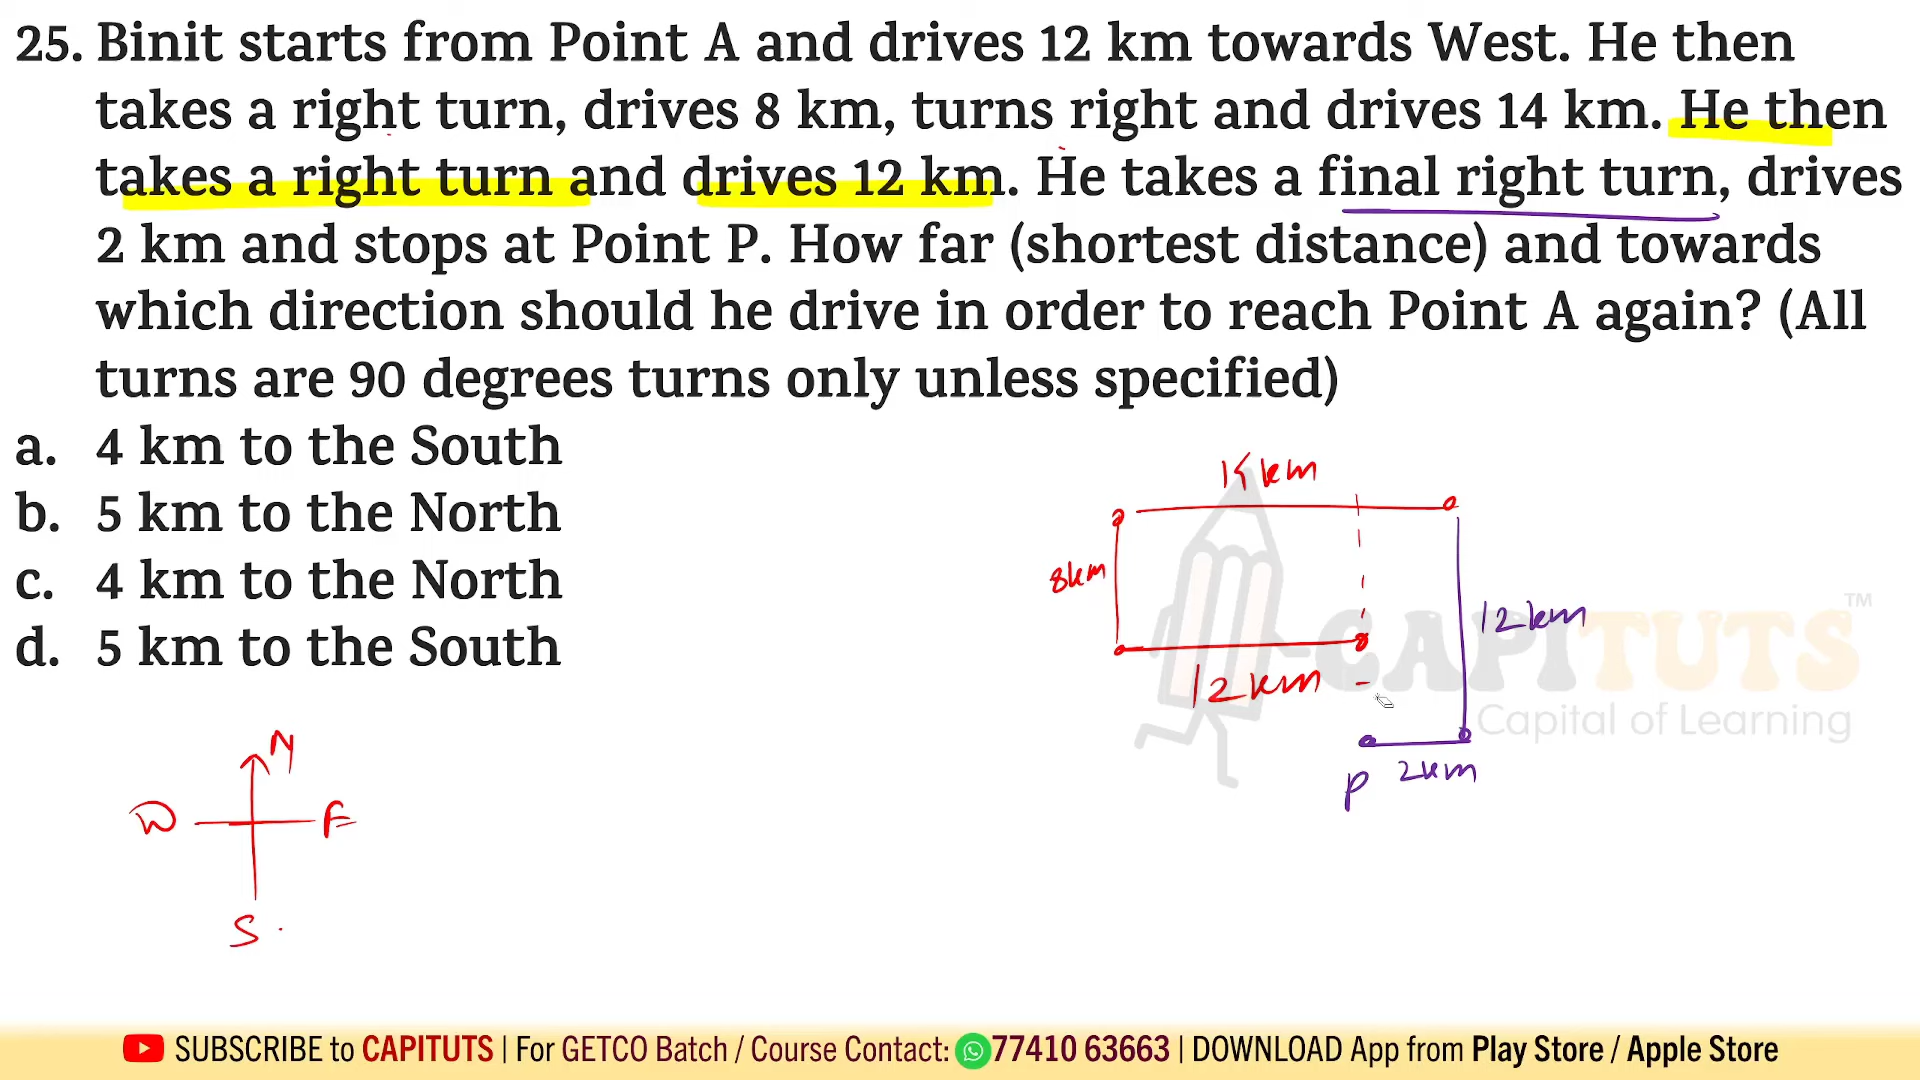 25. Binit starts from Point A and drives 12 km towards West. He then
takes a right turn, drives 8 km, turns right and drives 14 km. He then
takes a right turn and drives 12 km. He takes a final right turn, drives
2 km and stops at Point P. How far (shortest distance) and towards
which direction should he drive in order to reach Point A again? (All
turns are 90 degrees turns only unless specified)
a. 4 km to the South
b. 5 km to the North
c. 4 km to the North
d. 5 km to the South
14 km
8km
12km
12km
CAPITUTS TM
Capital of Learning
P 2km
N
W E
S
SUBSCRIBE to CAPITUTS | For GETCO Batch / Course Contact: 77410 63663 | DOWNLOAD App from Play Store / Apple Store